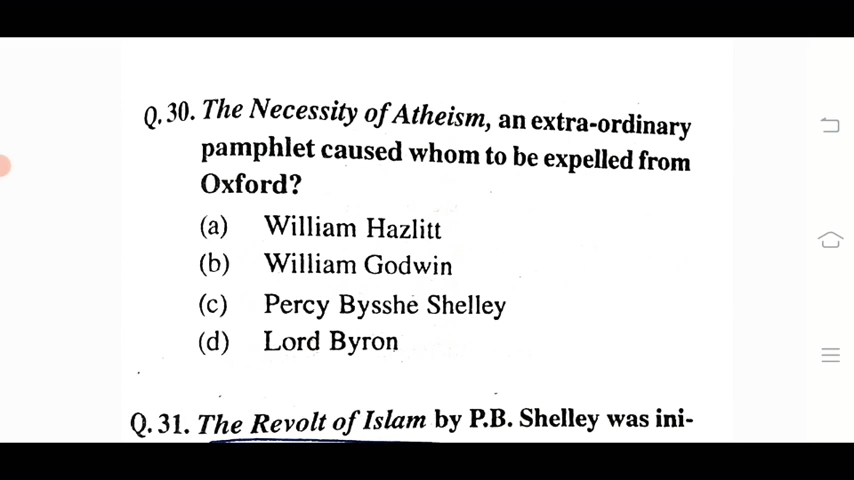 Q.30. The Necessity of Atheism, an extra-ordinary
pamphlet caused whom to be expelled from
Oxford?
(a) William Hazlitt
(b) William Godwin
(c) Percy Bysshe Shelley
(d) Lord Byron
Q.31. The Revolt of Islam by P.B. Shelley was ini-